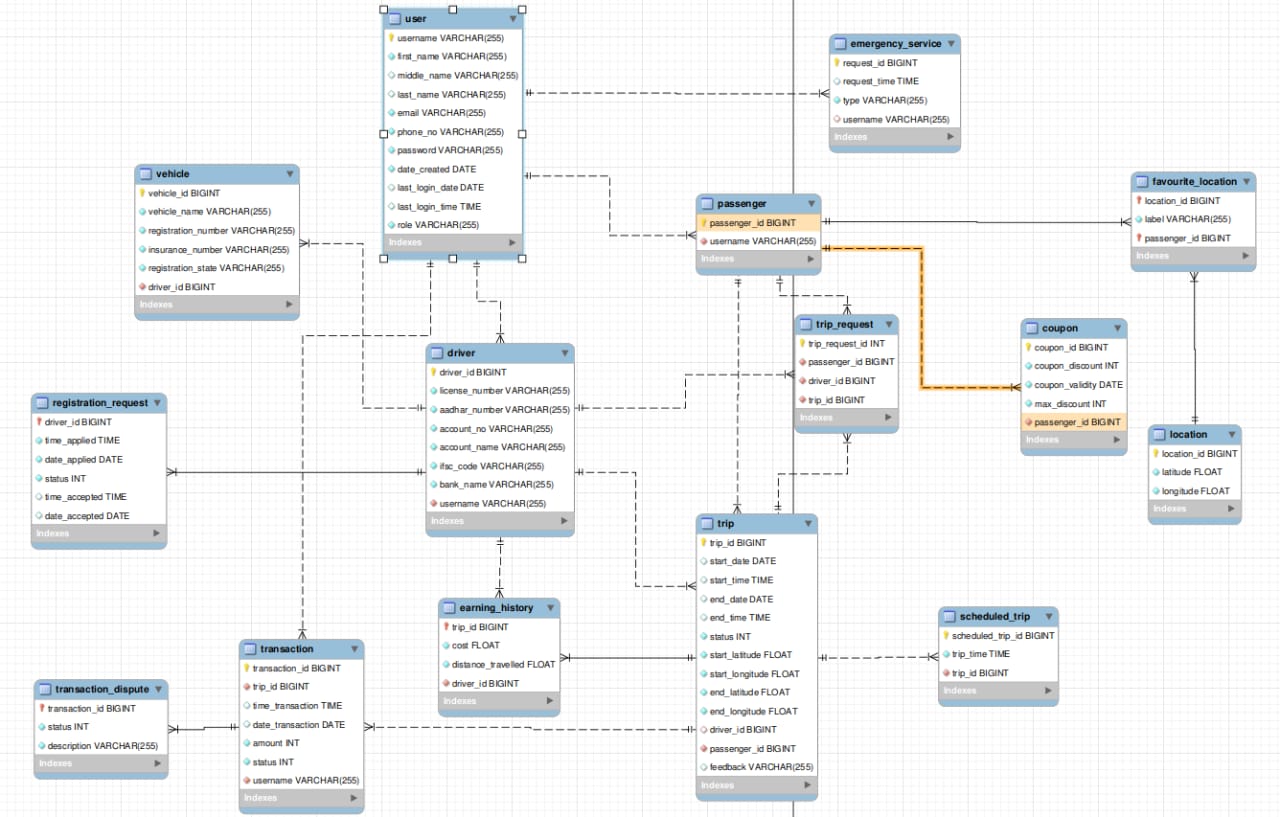 user
username VARCHAR(255)
first_name VARCHAR(255)
middle_name VARCHAR(255)
last_name VARCHAR(255)
email VARCHAR(255)
phone_no VARCHAR(255)
password VARCHAR(255)
date_created DATE
last_login_date DATE
last_login_time TIME
role VARCHAR(255)
Indexes
emergency_service
request_id BIGINT
request_time TIME
type VARCHAR(255)
username VARCHAR(255)
Indexes
vehicle
vehicle_id BIGINT
vehicle_name VARCHAR(255)
registration_number VARCHAR(255)
insurance_number VARCHAR(255)
registration_state VARCHAR(255)
driver_id BIGINT
Indexes
passenger
passenger_id BIGINT
username VARCHAR(255)
Indexes
favourite_location
location_id BIGINT
label VARCHAR(255)
passenger_id BIGINT
Indexes
trip_request
trip_request_id INT
passenger_id BIGINT
driver_id BIGINT
trip_id BIGINT
Indexes
coupon
coupon_id BIGINT
coupon_discount INT
coupon_validity DATE
max_discount INT
passenger_id BIGINT
Indexes
driver
driver_id BIGINT
license_number VARCHAR(255)
aadhar_number VARCHAR(255)
account_no VARCHAR(255)
account_name VARCHAR(255)
ifsc_code VARCHAR(255)
bank_name VARCHAR(255)
username VARCHAR(255)
Indexes
registration_request
driver_id BIGINT
time_applied TIME
date_applied DATE
status INT
time_accepted TIME
date_accepted DATE
Indexes
location
location_id BIGINT
latitude FLOAT
longitude FLOAT
Indexes
trip
trip_id BIGINT
start_date DATE
start_time TIME
end_date DATE
end_time TIME
status INT
start_latitude FLOAT
start_longitude FLOAT
end_latitude FLOAT
end_longitude FLOAT
driver_id BIGINT
passenger_id BIGINT
feedback VARCHAR(255)
Indexes
earning_history
trip_id BIGINT
cost FLOAT
distance_travelled FLOAT
driver_id BIGINT
Indexes
scheduled_trip
scheduled_trip_id BIGINT
trip_time TIME
trip_id BIGINT
Indexes
transaction
transaction_id BIGINT
trip_id BIGINT
time_transaction TIME
date_transaction DATE
amount INT
status INT
username VARCHAR(255)
Indexes
transaction_dispute
transaction_id BIGINT
status INT
description VARCHAR(255)
Indexes